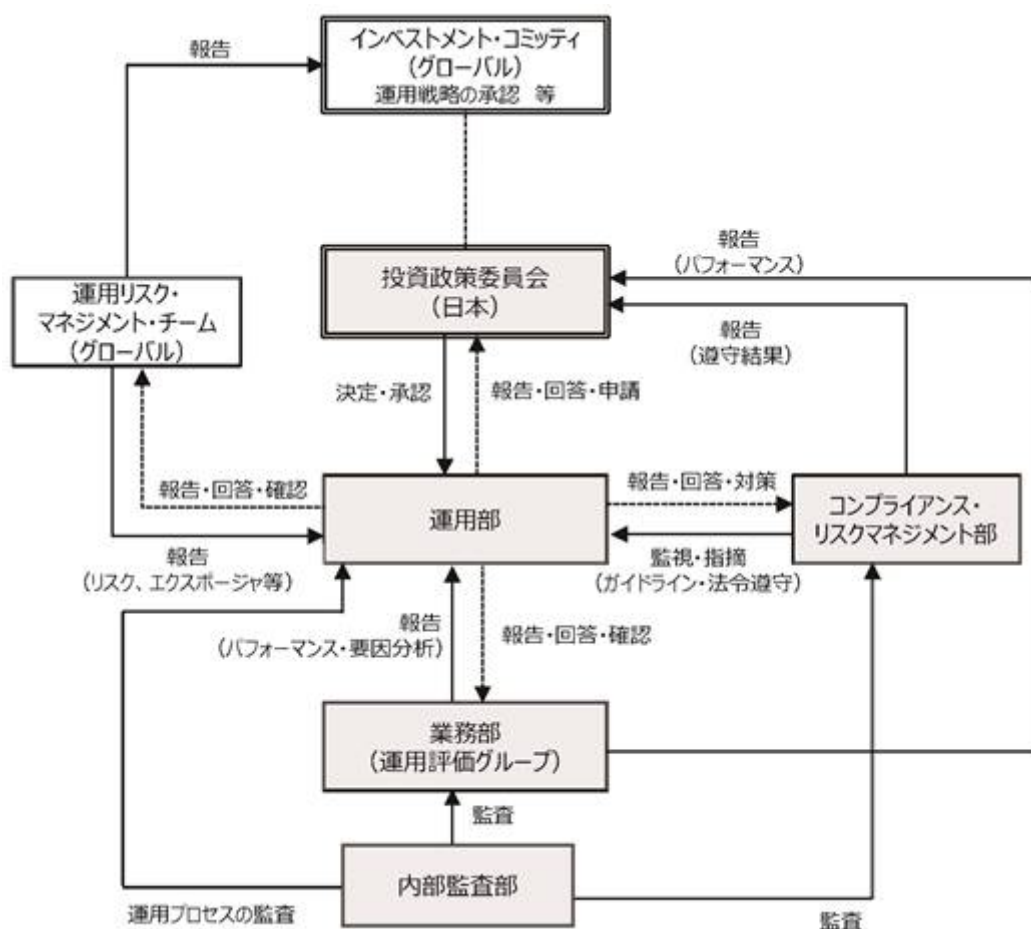 インベストメント・コミッティ
(グローバル)
運用戦略の承認 等
報告
報告
(パフォーマンス)
投資政策委員会
(日本)
運用リスク・
マネジメント・チーム
(グローバル)
報告
(遵守結果)
決定・承認
報告・回答・申請
報告・回答・確認
運用部
報告・回答・対策
コンプライアンス・
リスクマネジメント部
報告
(リスク、エクスポージャ等)
監視・指摘
(ガイドライン・法令遵守)
報告
(パフォーマンス・要因分析)
報告・回答・確認
業務部
(運用評価グループ)
監査
内部監査部
運用プロセスの監査
監査